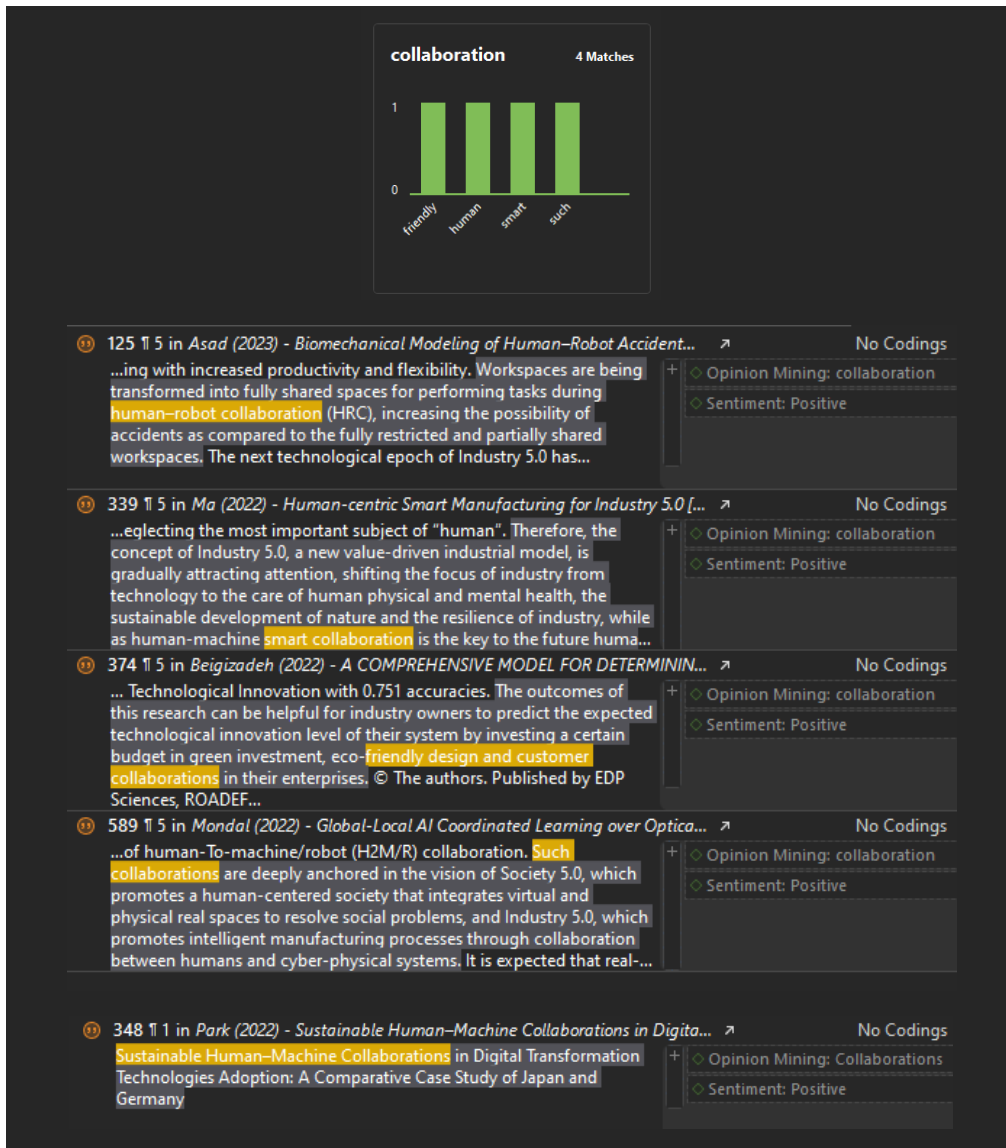 collaboration 4 Matches
1
0
friendly human smart such
125 ¶ 5 in Asad (2023) - Biomechanical Modeling of Human–Robot Accident... ↗ No Codings
...ing with increased productivity and flexibility. Workspaces are being
transformed into fully shared spaces for performing tasks during
human–robot collaboration (HRC), increasing the possibility of
accidents as compared to the fully restricted and partially shared
workspaces. The next technological epoch of Industry 5.0 has...
+ ◇ Opinion Mining: collaboration
◇ Sentiment: Positive
339 ¶ 5 in Ma (2022) - Human-centric Smart Manufacturing for Industry 5.0 [... ↗ No Codings
...eglecting the most important subject of “human”. Therefore, the
concept of Industry 5.0, a new value-driven industrial model, is
gradually attracting attention, shifting the focus of industry from
technology to the care of human physical and mental health, the
sustainable development of nature and the resilience of industry, while
as human-machine smart collaboration is the key to the future huma...
+ ◇ Opinion Mining: collaboration
◇ Sentiment: Positive
374 ¶ 5 in Beigizadeh (2022) - A COMPREHENSIVE MODEL FOR DETERMININ... ↗ No Codings
... Technological Innovation with 0.751 accuracies. The outcomes of
this research can be helpful for industry owners to predict the expected
technological innovation level of their system by investing a certain
budget in green investment, eco-friendly design and customer
collaborations in their enterprises. © The authors. Published by EDP
Sciences, ROADEF...
+ ◇ Opinion Mining: collaboration
◇ Sentiment: Positive
589 ¶ 5 in Mondal (2022) - Global-Local AI Coordinated Learning over Optica... ↗ No Codings
...of human-To-machine/robot (H2M/R) collaboration. Such
collaborations are deeply anchored in the vision of Society 5.0, which
promotes a human-centered society that integrates virtual and
physical real spaces to resolve social problems, and Industry 5.0, which
promotes intelligent manufacturing processes through collaboration
between humans and cyber-physical systems. It is expected that real-...
+ ◇ Opinion Mining: collaboration
◇ Sentiment: Positive
348 ¶ 1 in Park (2022) - Sustainable Human–Machine Collaborations in Digita... ↗ No Codings
Sustainable Human–Machine Collaborations in Digital Transformation
Technologies Adoption: A Comparative Case Study of Japan and
Germany
+ ◇ Opinion Mining: Collaborations
◇ Sentiment: Positive